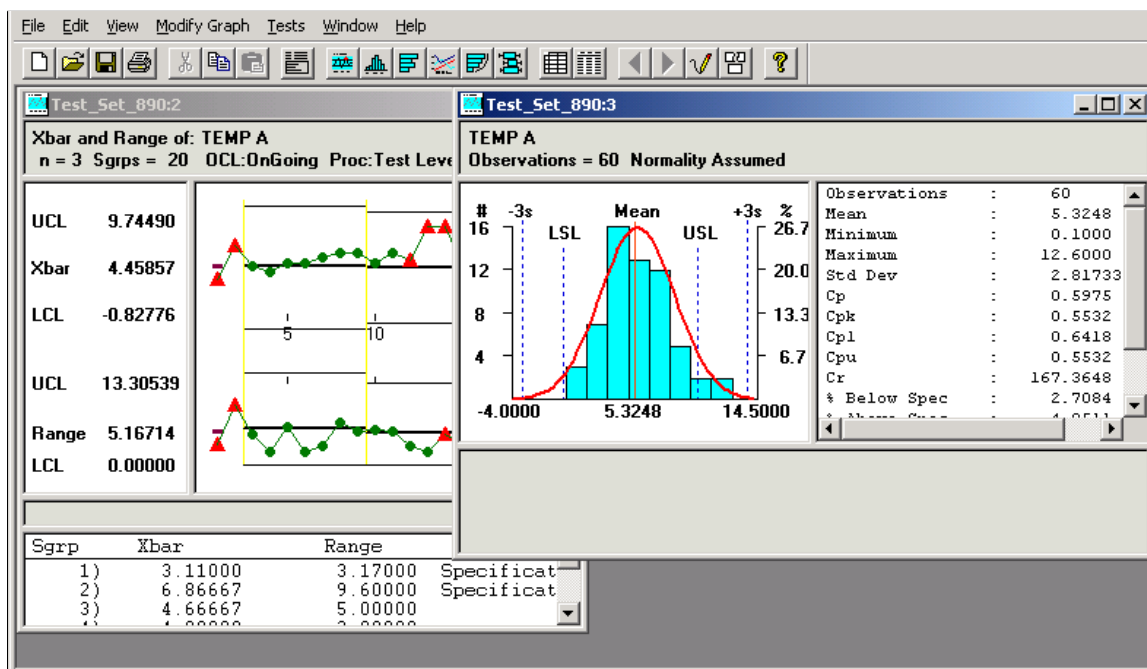 File Edit View Modify Graph Tests Window Help
Test_Set_890:2
Xbar and Range of: TEMP A
n = 3 Sgrps = 20 OCL:OnGoing Proc:Test Leve
UCL 9.74490
Xbar 4.45857
LCL -0.82776
5 10
UCL 13.30539
Range 5.16714
LCL 0.00000
Sgrp Xbar Range
1) 3.11000 3.17000 Specificat
2) 6.86667 9.60000 Specificat
3) 4.66667 5.00000
Test_Set_890:3
TEMP A
Observations = 60 Normality Assumed
# -3s Mean +3s %
16 LSL USL 26.7
12 20.0
8 13.3
4 6.7
-4.0000 5.3248 14.5000
Observations : 60
Mean : 5.3248
Minimum : 0.1000
Maximum : 12.6000
Std Dev : 2.81733
Cp : 0.5975
Cpk : 0.5532
Cpl : 0.6418
Cpu : 0.5532
Cr : 167.3648
% Below Spec : 2.7084